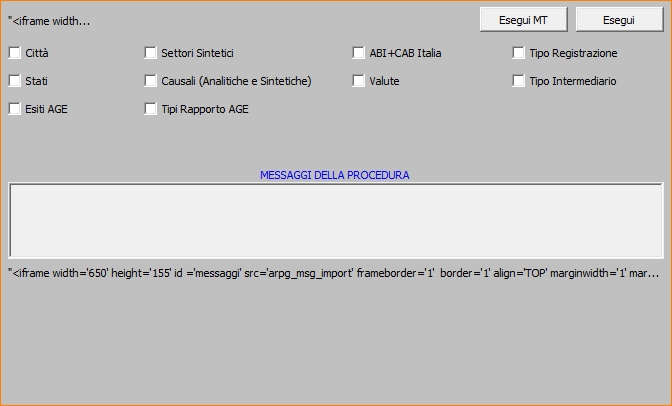 "<iframe width... Esegui MT Esegui
Città Settori Sintetici ABI+CAB Italia Tipo Registrazione
Stati Causali (Analitiche e Sintetiche) Valute Tipo Intermediario
Esiti AGE Tipi Rapporto AGE
MESSAGGI DELLA PROCEDURA
"<iframe width='650' height='155' id ='messaggi' src='arpg_msg_import' frameborder='1' border='1' align='TOP' marginwidth='1' mar...